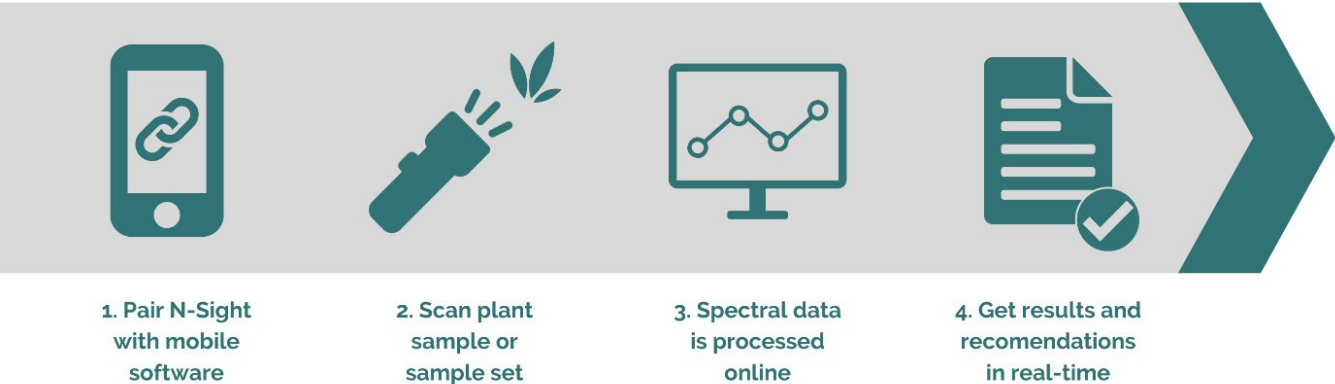 1. Pair N-Sight
with mobile
software
2. Scan plant
sample or
sample set
3. Spectral data
is processed
online
4. Get results and
recomendations
in real-time